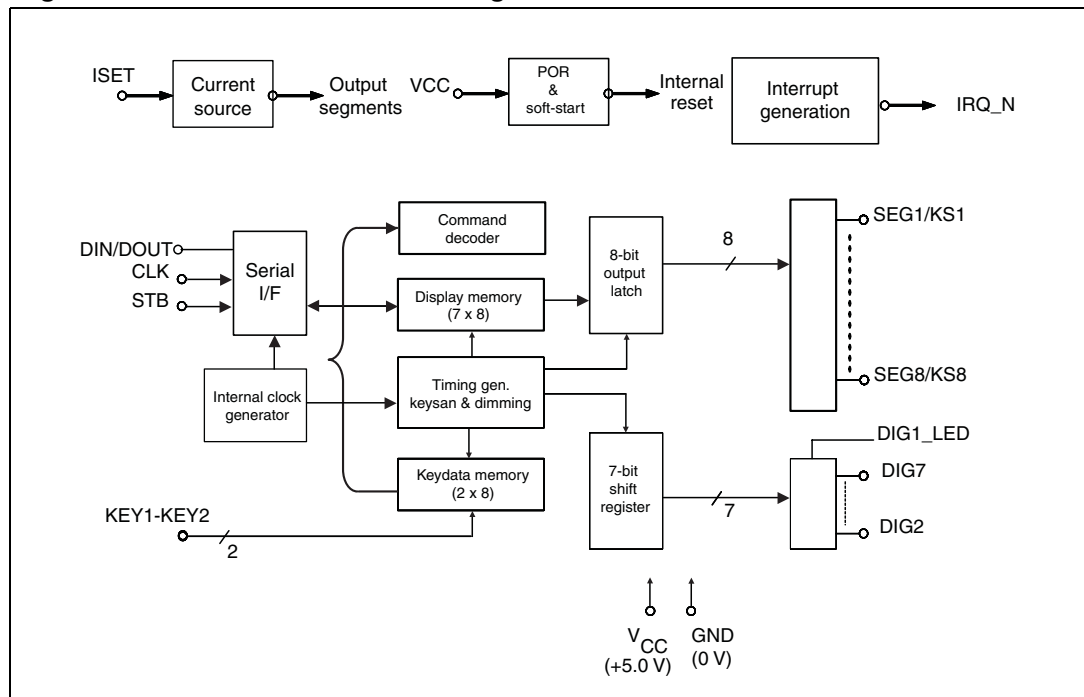 ISET
Current
source
Output
segments
VCC
POR
&
soft-start
Internal
reset
Interrupt
generation
IRQ_N
DIN/DOUT
CLK
STB
Serial
I/F
Command
decoder
Display memory
(7 x 8)
8-bit
output
latch
8
SEG1/KS1
SEG8/KS8
Internal clock
generator
Timing gen.
keysan & dimming
Keydata memory
(2 x 8)
KEY1-KEY2
2
7-bit
shift
register
7
DIG1_LED
DIG7
DIG2
VCC
(+5.0 V)
GND
(0 V)